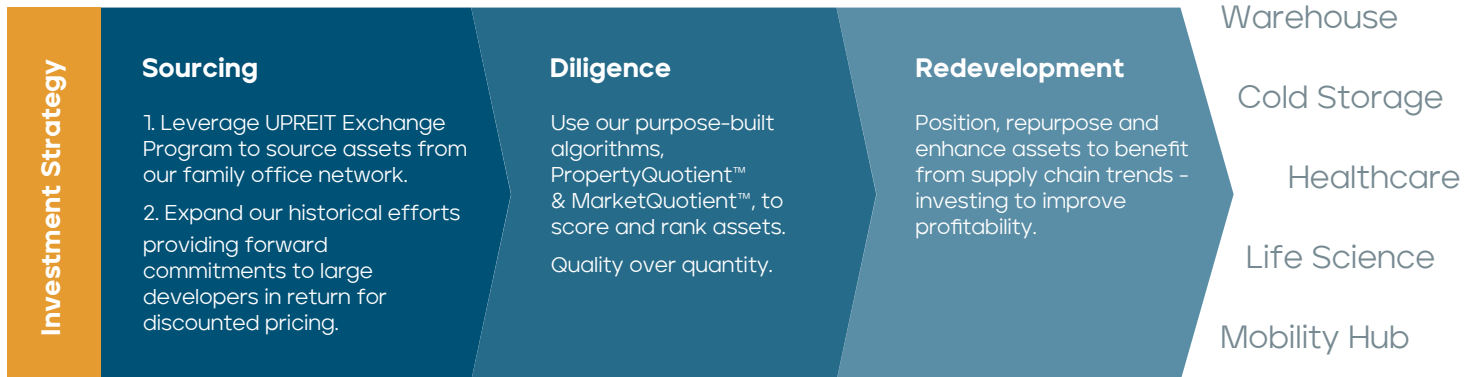 Investment Strategy
Sourcing
1. Leverage UPREIT Exchange
Program to source assets from
our family office network.
2. Expand our historical efforts
providing forward
commitments to large
developers in return for
discounted pricing.
Diligence
Use our purpose-built
algorithms,
PropertyQuotient™
& MarketQuotient™, to
score and rank assets.
Quality over quantity.
Redevelopment
Position, repurpose and
enhance assets to benefit
from supply chain trends -
investing to improve
profitability.
Warehouse
Cold Storage
Healthcare
Life Science
Mobility Hub